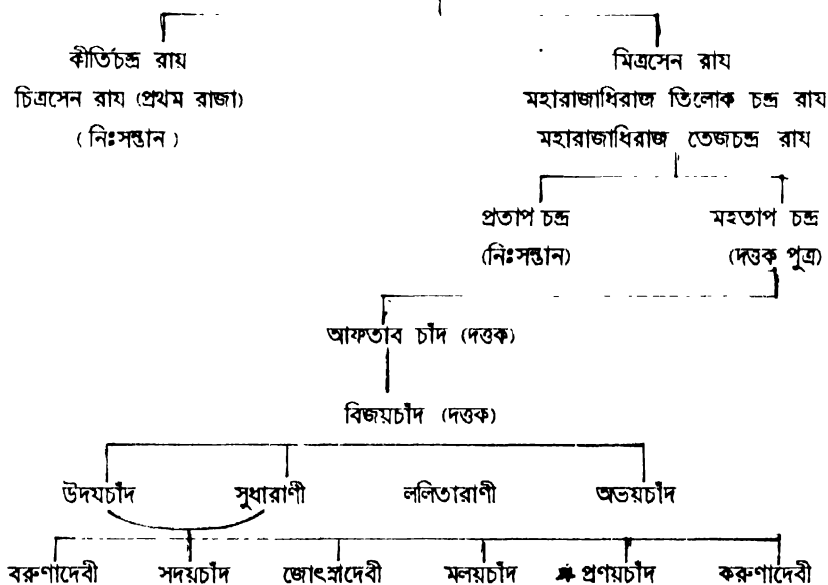 কীর্তিচন্দ্র রায় মিত্রসেন রায
চিত্রসেন রায (প্রথম রাজা) মহারাজাধিরাজ তিলোক চন্দ্র রায
(নিঃসন্তান) মহারাজাধিরাজ তেজচন্দ্র রায়
প্রতাপ চন্দ্র মহতাপ চন্দ্র
(নিঃসন্তান) (দত্তক পুত্র)
আফতাব চাঁদ (দত্তক)
বিজয়চাঁদ (দত্তক)
উদযচাঁদ সুধারাণী ললিতারাণী অভয়চাঁদ
বরুণাদেবী সদয়চাঁদ জোৎস্নাদেবী মলয়চাঁদ প্রণয়চাঁদ করুণাদেবী